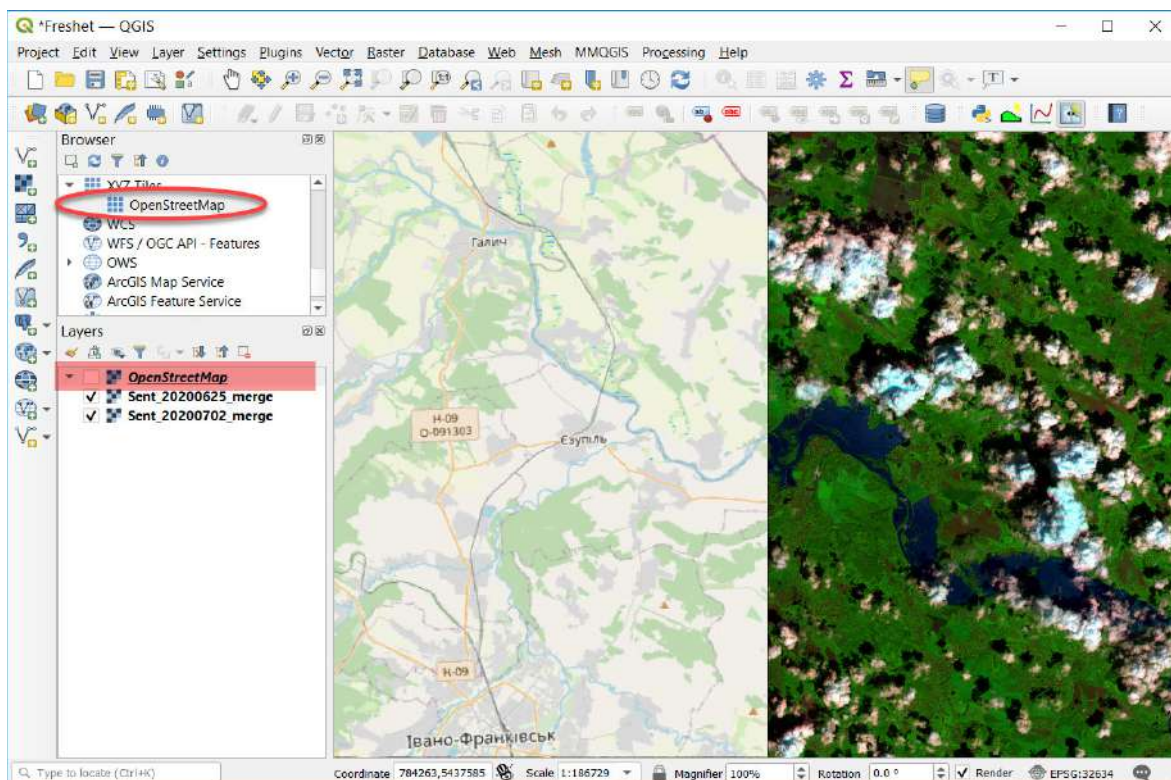 *Freshet — QGIS
Project Edit View Layer Settings Plugins Vector Raster Database Web Mesh MMQGIS Processing Help
Browser
XYZ Tiles
OpenStreetMap
WCS
WFS / OGC API - Features
OWS
ArcGIS Map Service
ArcGIS Feature Service
Layers
OpenStreetMap
Sent_20200625_merge
Sent_20200702_merge
Галич
Н-09
О-091303
Єзупіль
Н-09
Івано-Франківськ
Type to locate (Ctrl+K) Coordinate 784263,5437585 Scale 1:186729 Magnifier 100% Rotation 0.0 ° Render EPSG:32634